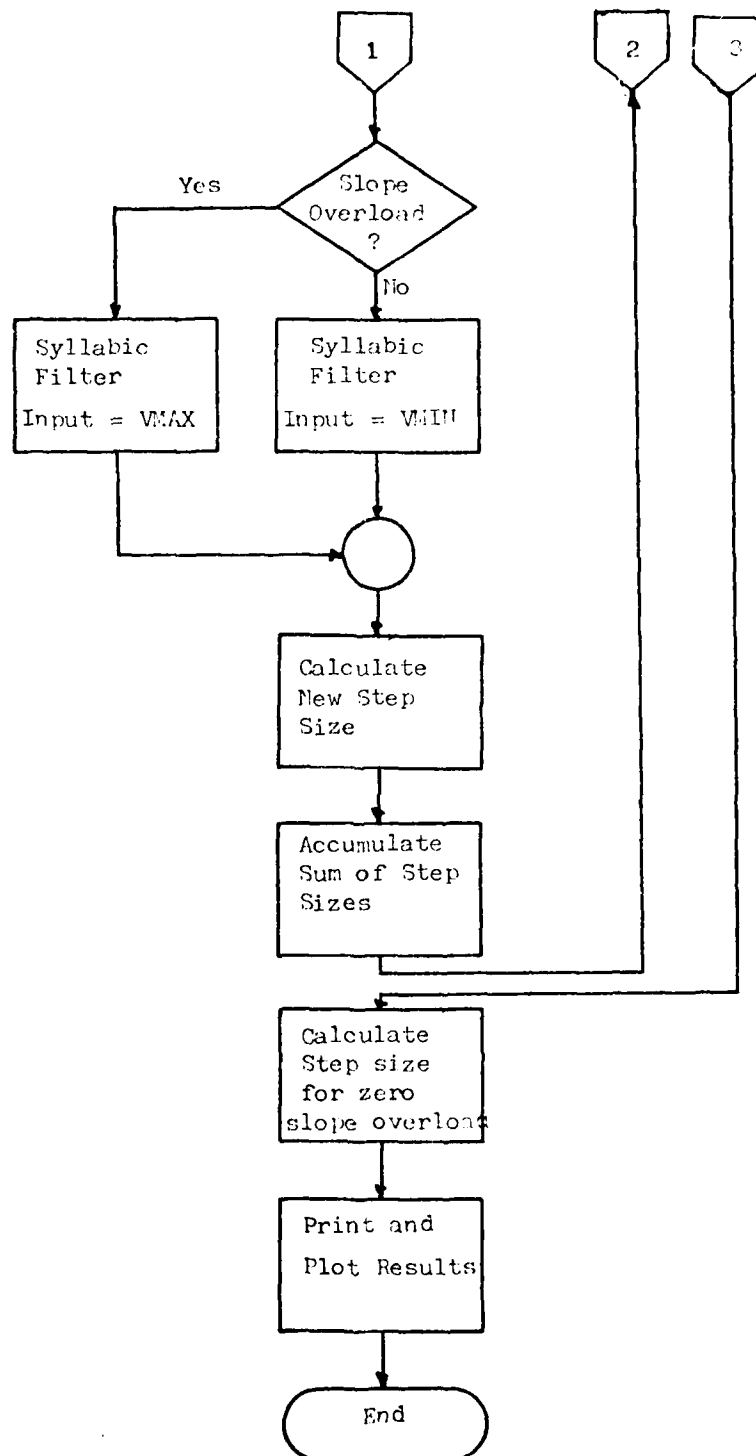 1
2
3
Slope
Overload
?
Yes
No
Syllabic
Filter
Input = VMAX
Syllabic
Filter
Input = VMIN
Calculate
New Step
Size
Accumulate
Sum of Step
Sizes
Calculate
Step size
for zero
slope overload
Print and
Plot Results
End